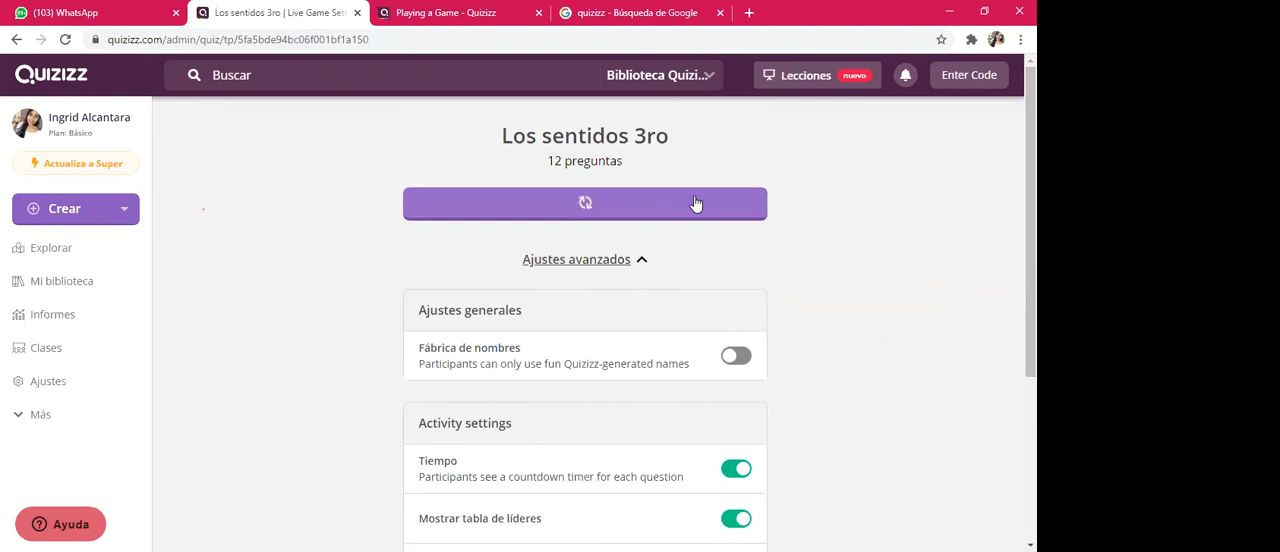 (103) WhatsApp
Los sentidos 3ro | Live Game Set
Playing a Game - Quizizz
quizizz - Búsqueda de Google
quizizz.com/admin/quiz/tp/5fa5bde94bc06f001bf1a150
QUIZIZZ
Buscar
Biblioteca Quizi...
Lecciones nuevo
Enter Code
Ingrid Alcantara
Plan: Básico
Actualiza a Super
Crear
Explorar
Mi biblioteca
Informes
Clases
Ajustes
Más
Ayuda
Los sentidos 3ro
12 preguntas
Ajustes avanzados
Ajustes generales
Fábrica de nombres
Participants can only use fun Quizizz-generated names
Activity settings
Tiempo
Participants see a countdown timer for each question
Mostrar tabla de líderes